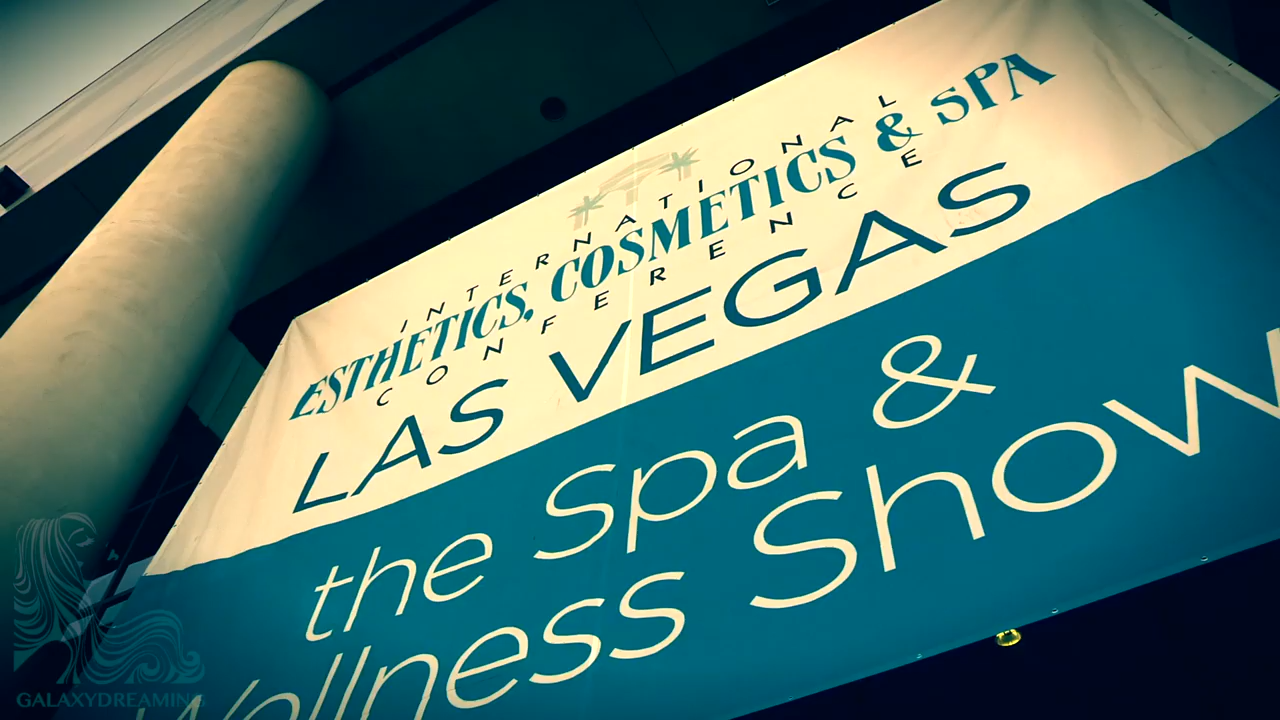 INTERNATIONAL
ESTHETICS, COSMETICS & SPA
CONFERENCE
LAS VEGAS
the Spa &
Wellness Show
GALAXYDREAMING